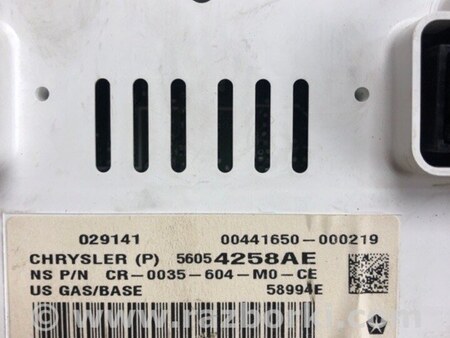 029141 00441650-000219
CHRYSLER (P) 56054258AE
NS P/N CR-0035-604-M0-CE
US GAS/BASE 58994E
www.razborki.com